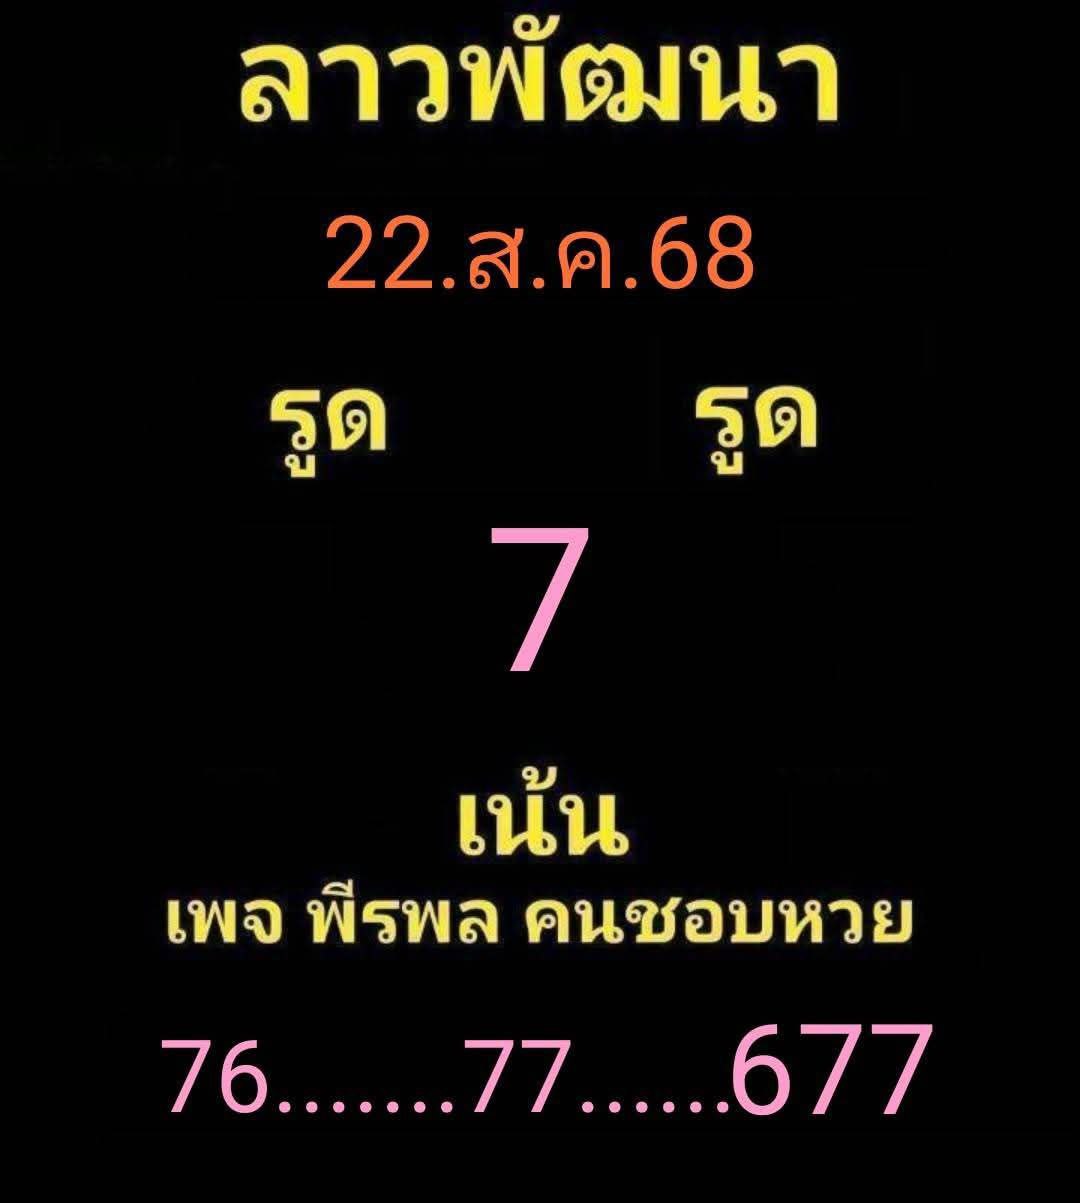 ลาวพัฒนา
22.ส.ค.68
รูด รูด
7
เน้น
เพจ พีรพล คนชอบหวย
76.......77......677